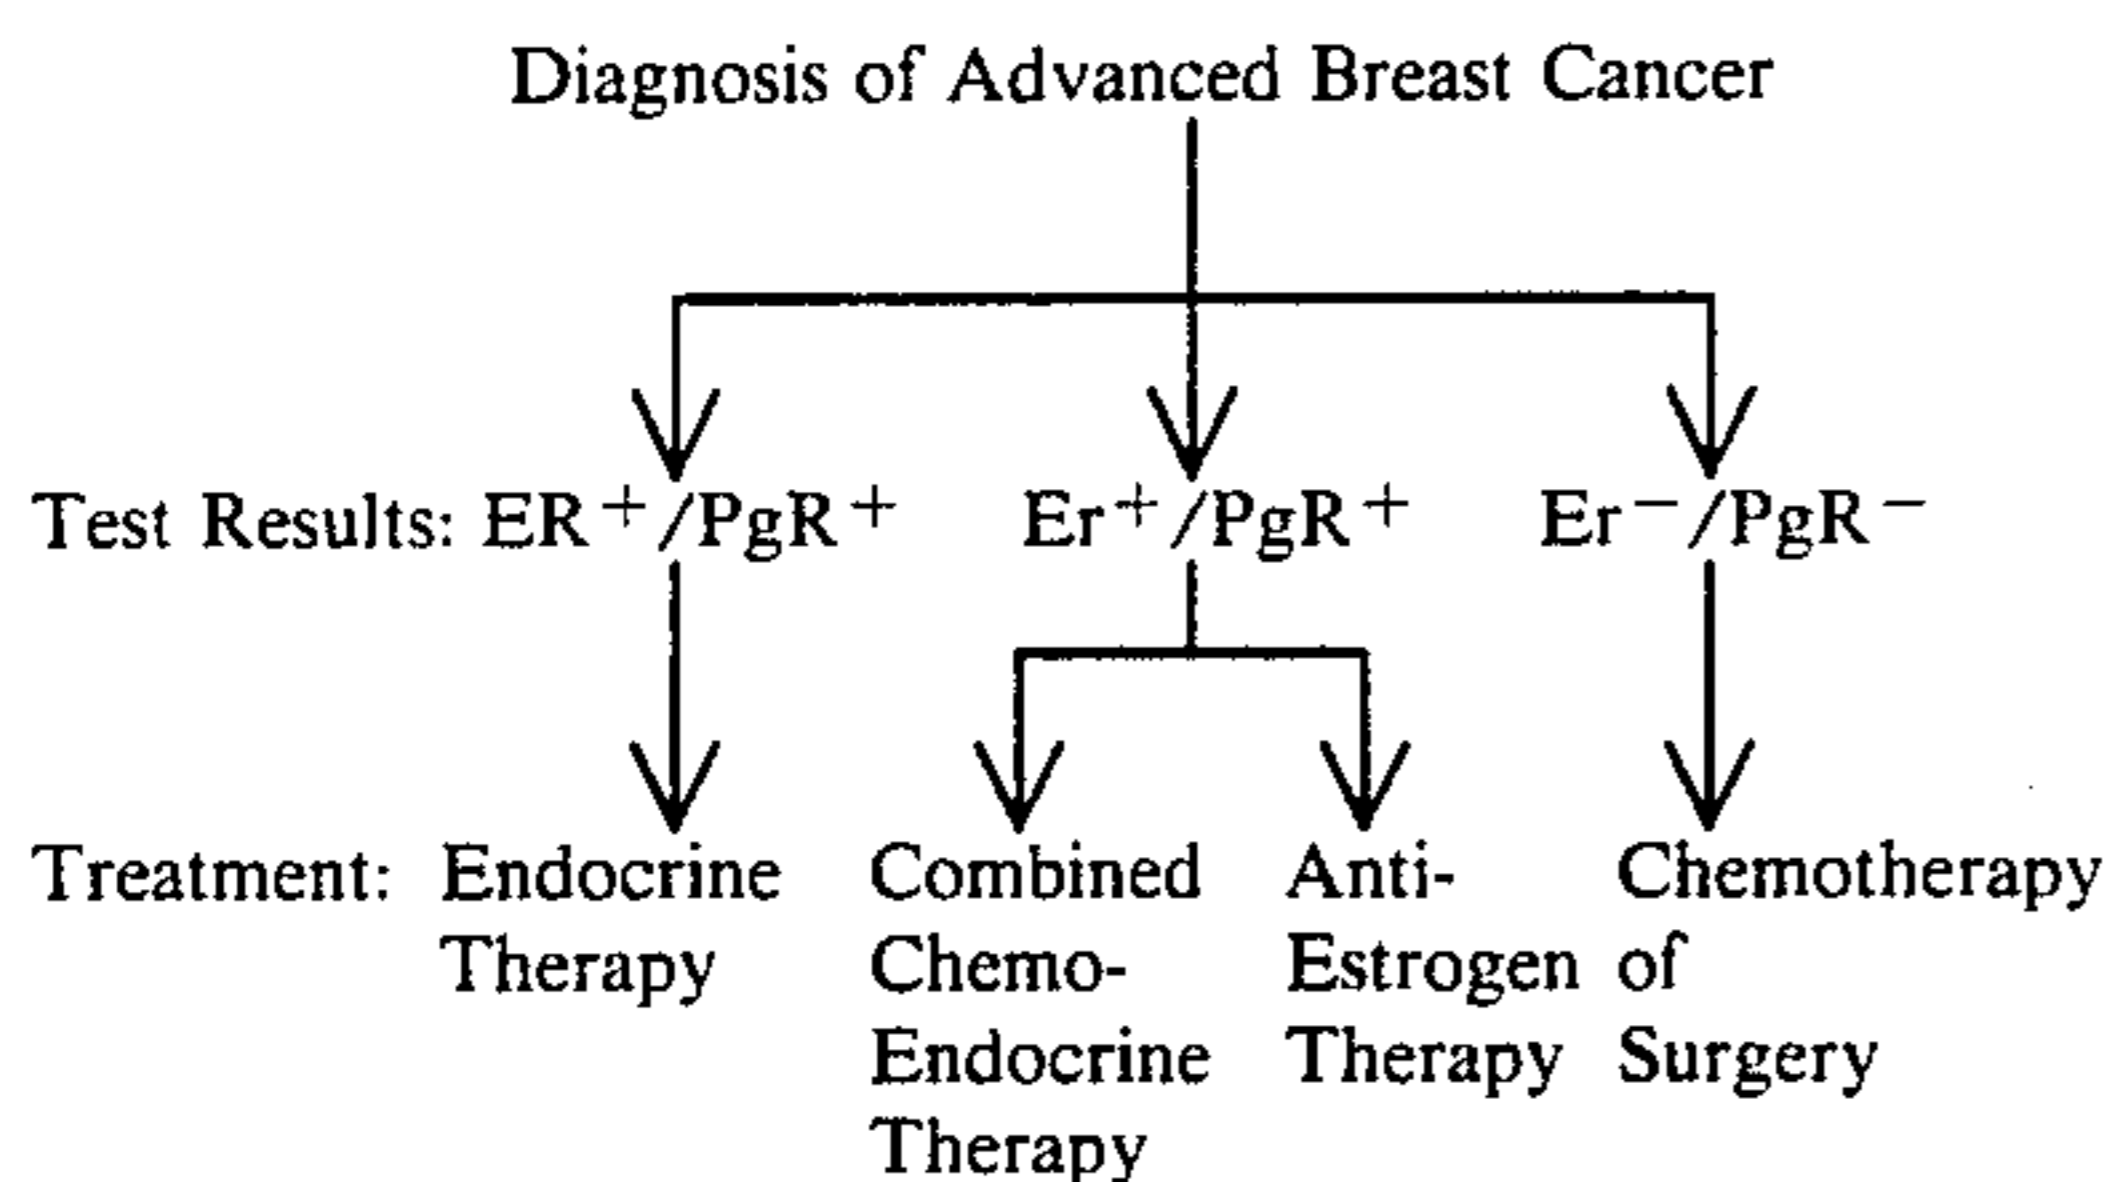 Diagnosis of Advanced Breast Cancer
Test Results: ER + /PgR + Er + /PgR + Er − /PgR −
Treatment: Endocrine Combined Anti- Chemotherapy
Therapy Chemo- Estrogen of
Endocrine Therapy Surgery
Therapy